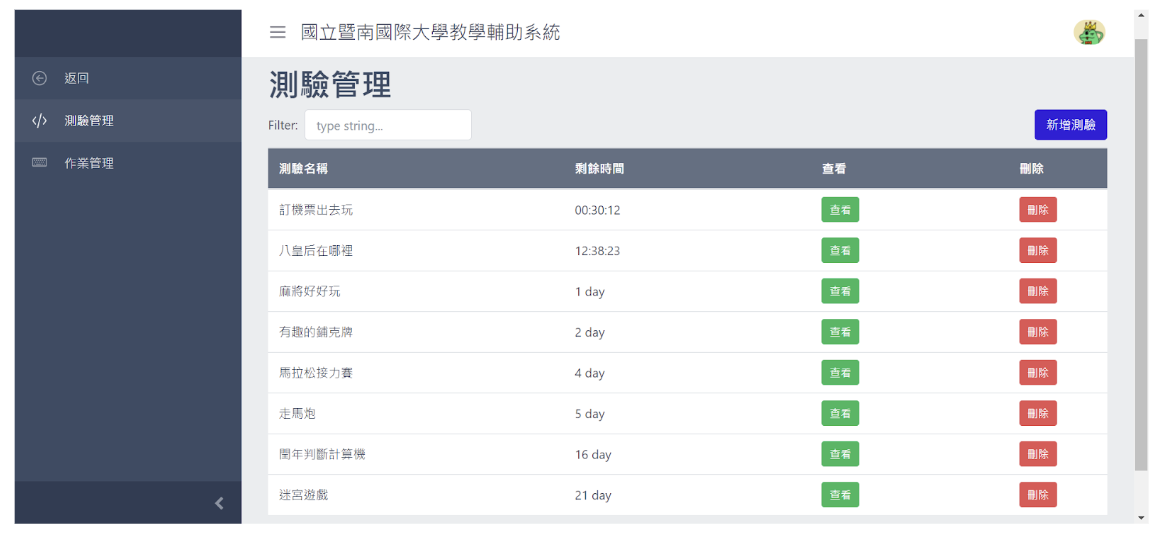 國立暨南國際大學教學輔助系統
返回
測驗管理
作業管理
測驗管理
Filter: type string...
新增測驗
測驗名稱 剩餘時間 查看 刪除
訂機票出去玩 00:30:12 查看 刪除
八皇后在哪裡 12:38:23 查看 刪除
麻將好好玩 1 day 查看 刪除
有趣的鋪克牌 2 day 查看 刪除
馬拉松接力賽 4 day 查看 刪除
走馬炮 5 day 查看 刪除
閏年判斷計算機 16 day 查看 刪除
迷宮遊戲 21 day 查看 刪除